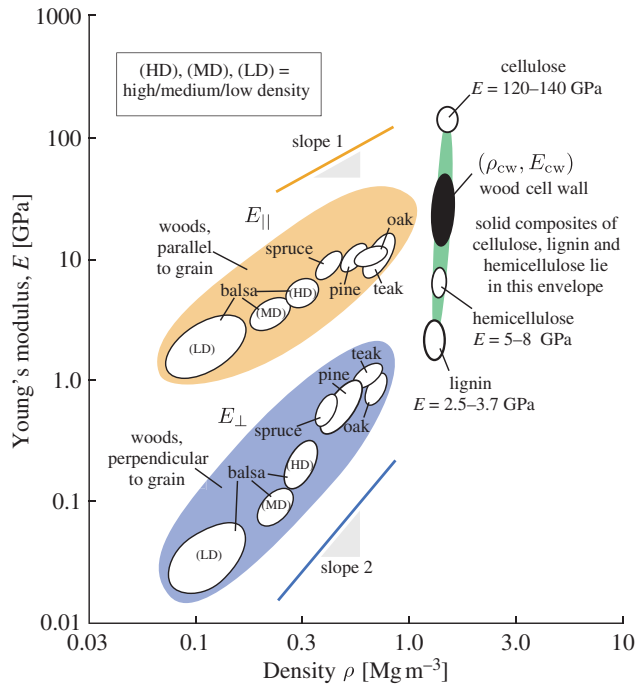 1000
100
10
1.0
0.1
0.01
Young's modulus, E [GPa]
(HD), (MD), (LD) =
high/medium/low density
slope 1
cellulose
E = 120–140 GPa
(ρcw, Ecw)
wood cell wall
solid composites of
cellulose, lignin and
hemicellulose lie
in this envelope
hemicellulose
E = 5–8 GPa
lignin
E = 2.5–3.7 GPa
E||
woods,
parallel to
grain
oak
spruce
pine
teak
balsa
(HD)
(MD)
(LD)
E⊥
woods,
perpendicular
to grain
teak
pine
spruce
oak
balsa
(HD)
(MD)
(LD)
slope 2
0.03
0.1
0.3
1.0
3.0
10
Density ρ [Mg m−3]